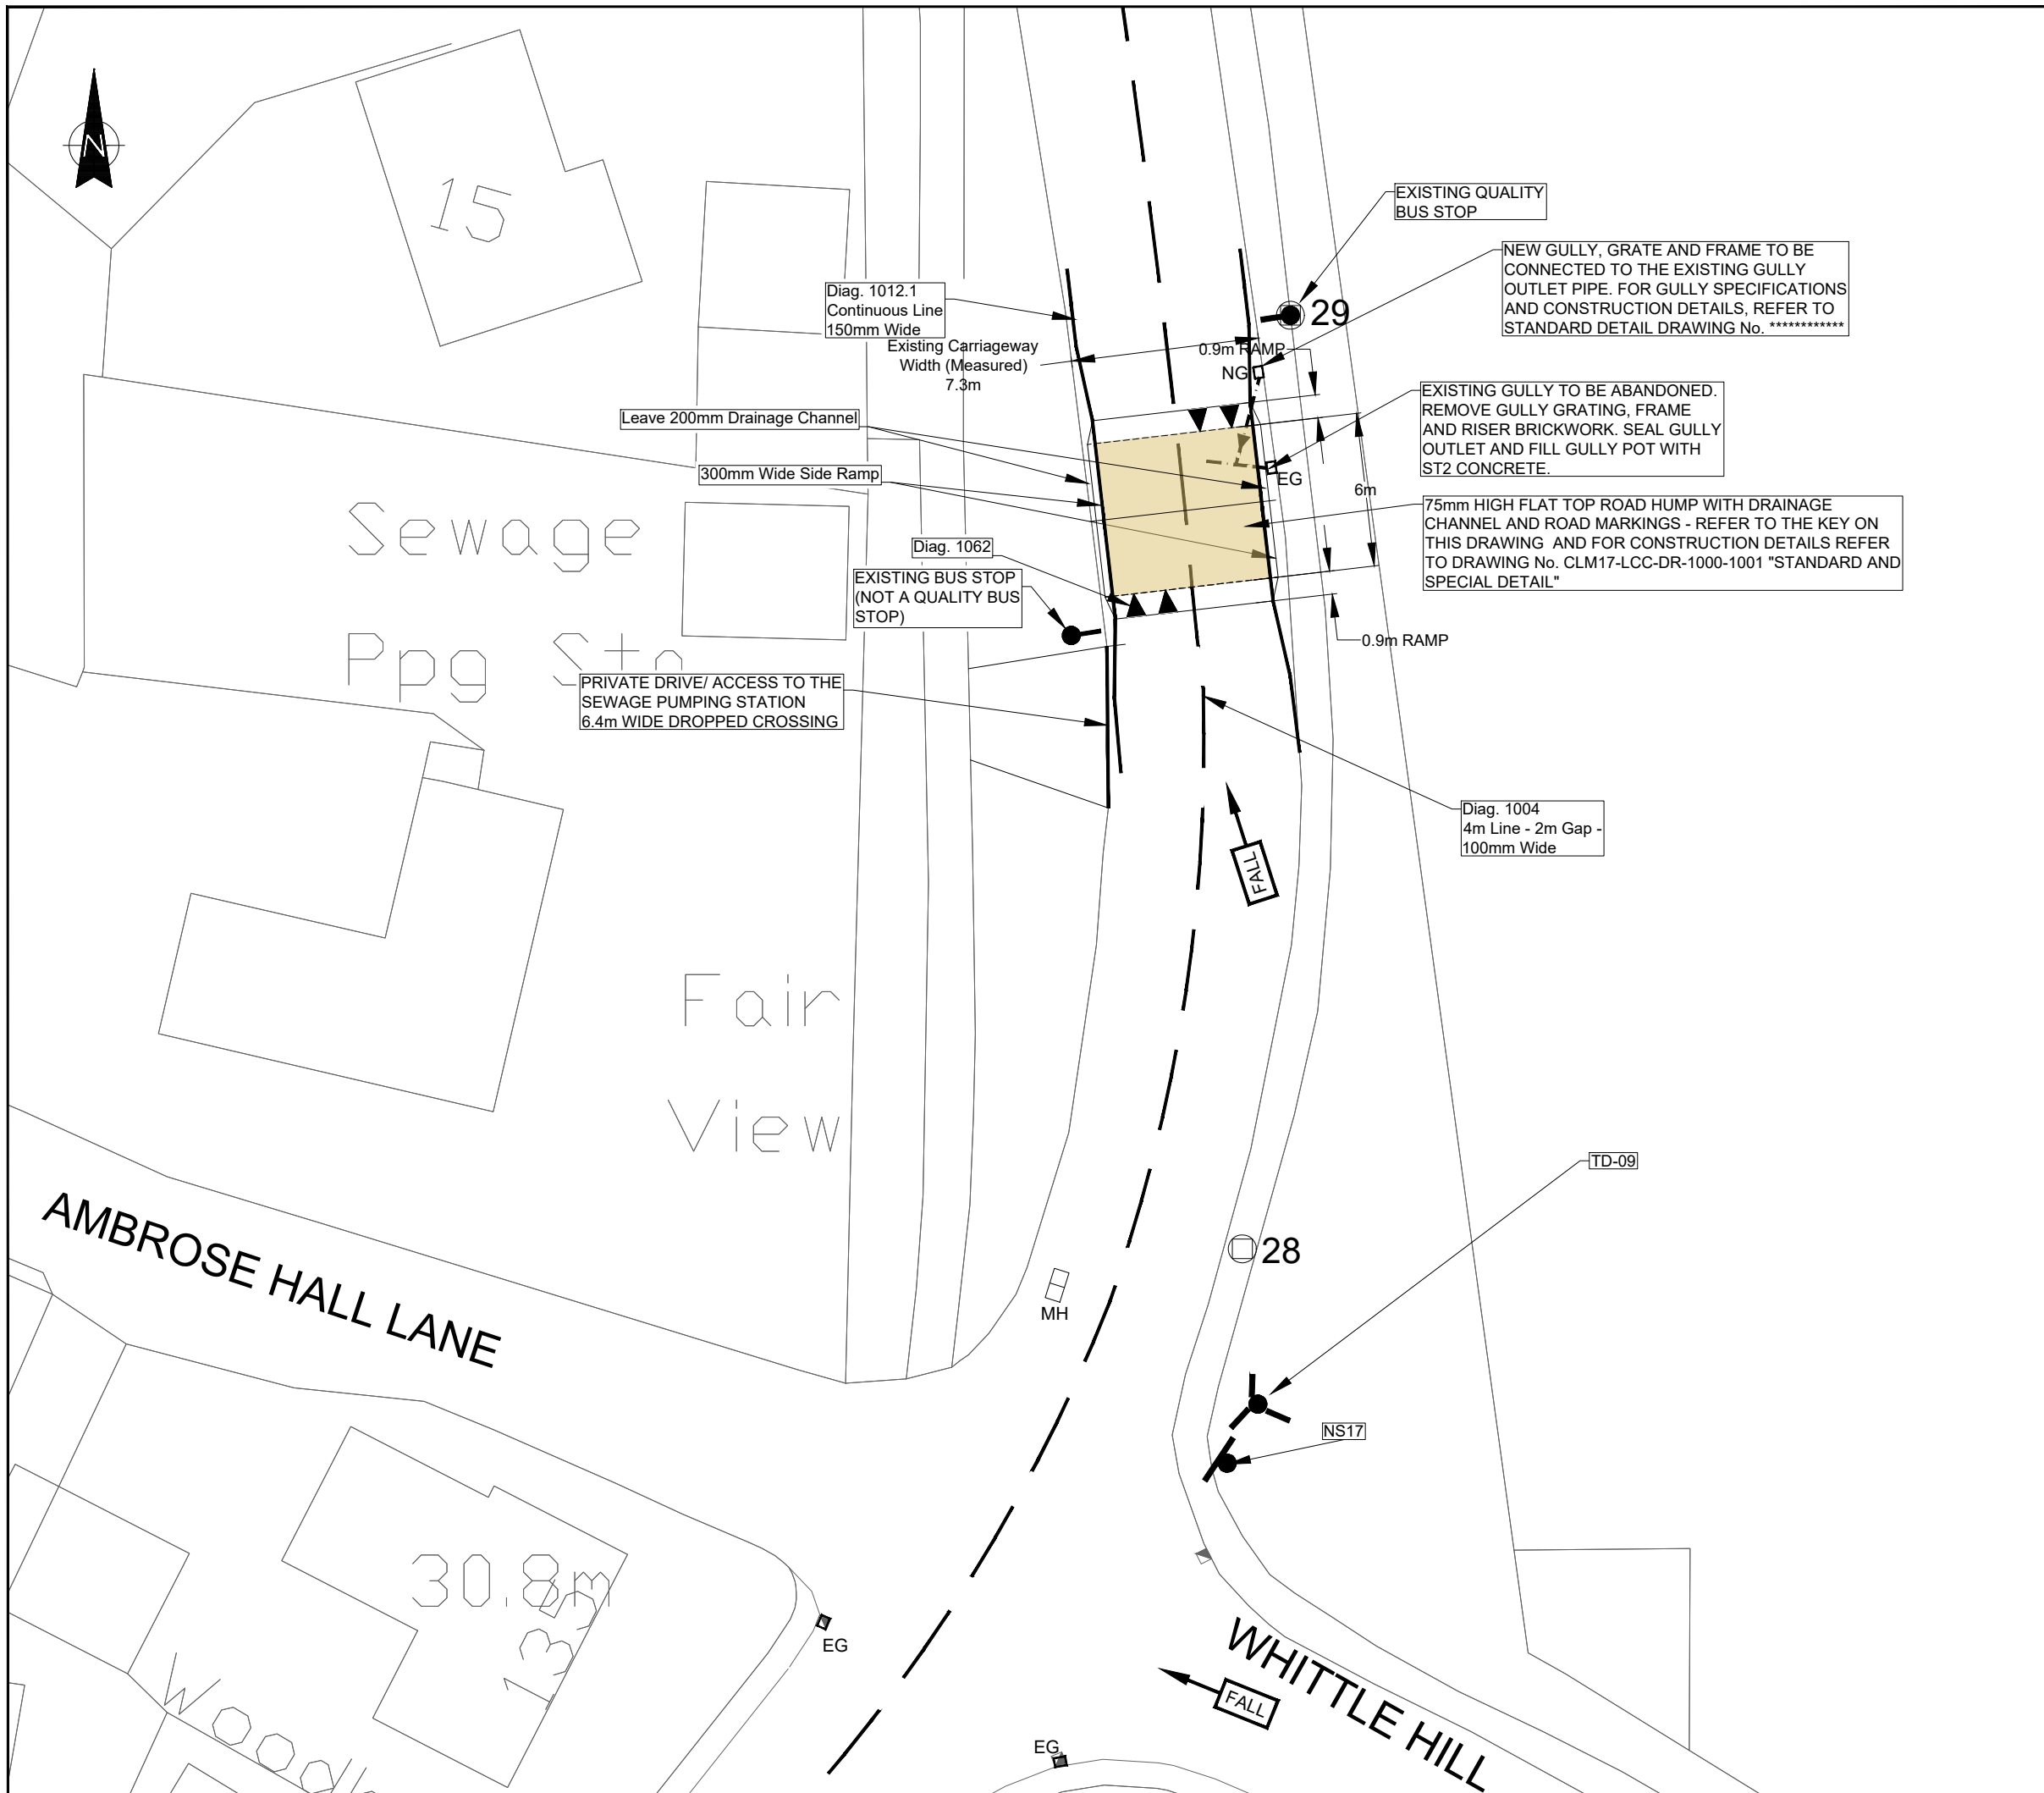 N
15
EXISTING QUALITY
BUS STOP
NEW GULLY, GRATE AND FRAME TO BE
CONNECTED TO THE EXISTING GULLY
OUTLET PIPE. FOR GULLY SPECIFICATIONS
AND CONSTRUCTION DETAILS, REFER TO
STANDARD DETAIL DRAWING No. ************
Diag. 1012.1
Continuous Line
150mm Wide
29
Existing Carriageway
Width (Measured)
7.3m
0.9m RAMP
NG
EXISTING GULLY TO BE ABANDONED.
REMOVE GULLY GRATING, FRAME
AND RISER BRICKWORK. SEAL GULLY
OUTLET AND FILL GULLY POT WITH
ST2 CONCRETE.
Leave 200mm Drainage Channel
300mm Wide Side Ramp
EG
6m
75mm HIGH FLAT TOP ROAD HUMP WITH DRAINAGE
CHANNEL AND ROAD MARKINGS - REFER TO THE KEY ON
THIS DRAWING AND FOR CONSTRUCTION DETAILS REFER
TO DRAWING No. CLM17-LCC-DR-1000-1001 "STANDARD AND
SPECIAL DETAIL"
Sewage
Ppg Sta
Diag. 1062
EXISTING BUS STOP
(NOT A QUALITY BUS
STOP)
0.9m RAMP
PRIVATE DRIVE/ ACCESS TO THE
SEWAGE PUMPING STATION
6.4m WIDE DROPPED CROSSING
Diag. 1004
4m Line - 2m Gap -
100mm Wide
FALL
Fair
View
TD-09
AMBROSE HALL LANE
28
MH
NS17
30.8m
135
EG
WHITTLE HILL
FALL
EG